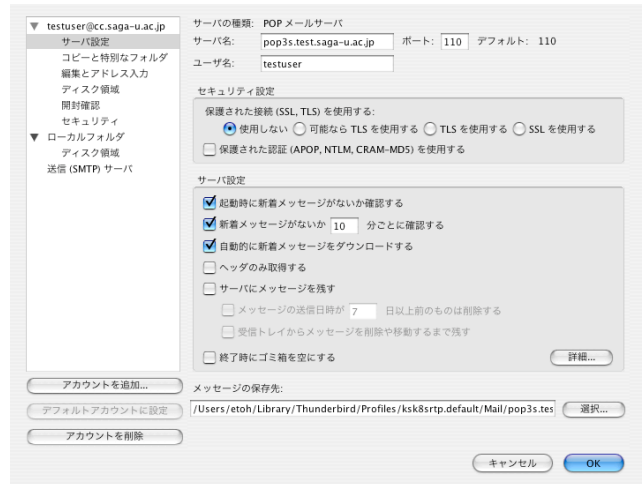 testuser@cc.saga-u.ac.jp
サーバ設定
コピーと特別なフォルダ
編集とアドレス入力
ディスク領域
開封確認
セキュリティ
ローカルフォルダ
ディスク領域
送信 (SMTP) サーバ
アカウントを追加...
デフォルトアカウントに設定
アカウントを削除
サーバの種類: POP メールサーバ
サーバ名: pop3s.test.saga-u.ac.jp ポート: 110 デフォルト: 110
ユーザ名: testuser
セキュリティ設定
保護された接続 (SSL, TLS) を使用する:
使用しない 可能なら TLS を使用する TLS を使用する SSL を使用する
保護された認証 (APOP, NTLM, CRAM-MD5) を使用する
サーバ設定
起動時に新着メッセージがないか確認する
新着メッセージがないか 10 分ごとに確認する
自動的に新着メッセージをダウンロードする
ヘッダのみ取得する
サーバにメッセージを残す
メッセージの送信日時が 7 日以上前のものは削除する
受信トレイからメッセージを削除や移動するまで残す
終了時にゴミ箱を空にする 詳細...
メッセージの保存先:
/Users/etoh/Library/Thunderbird/Profiles/ksk8srtp.default/Mail/pop3s.tes 選択...
キャンセル OK